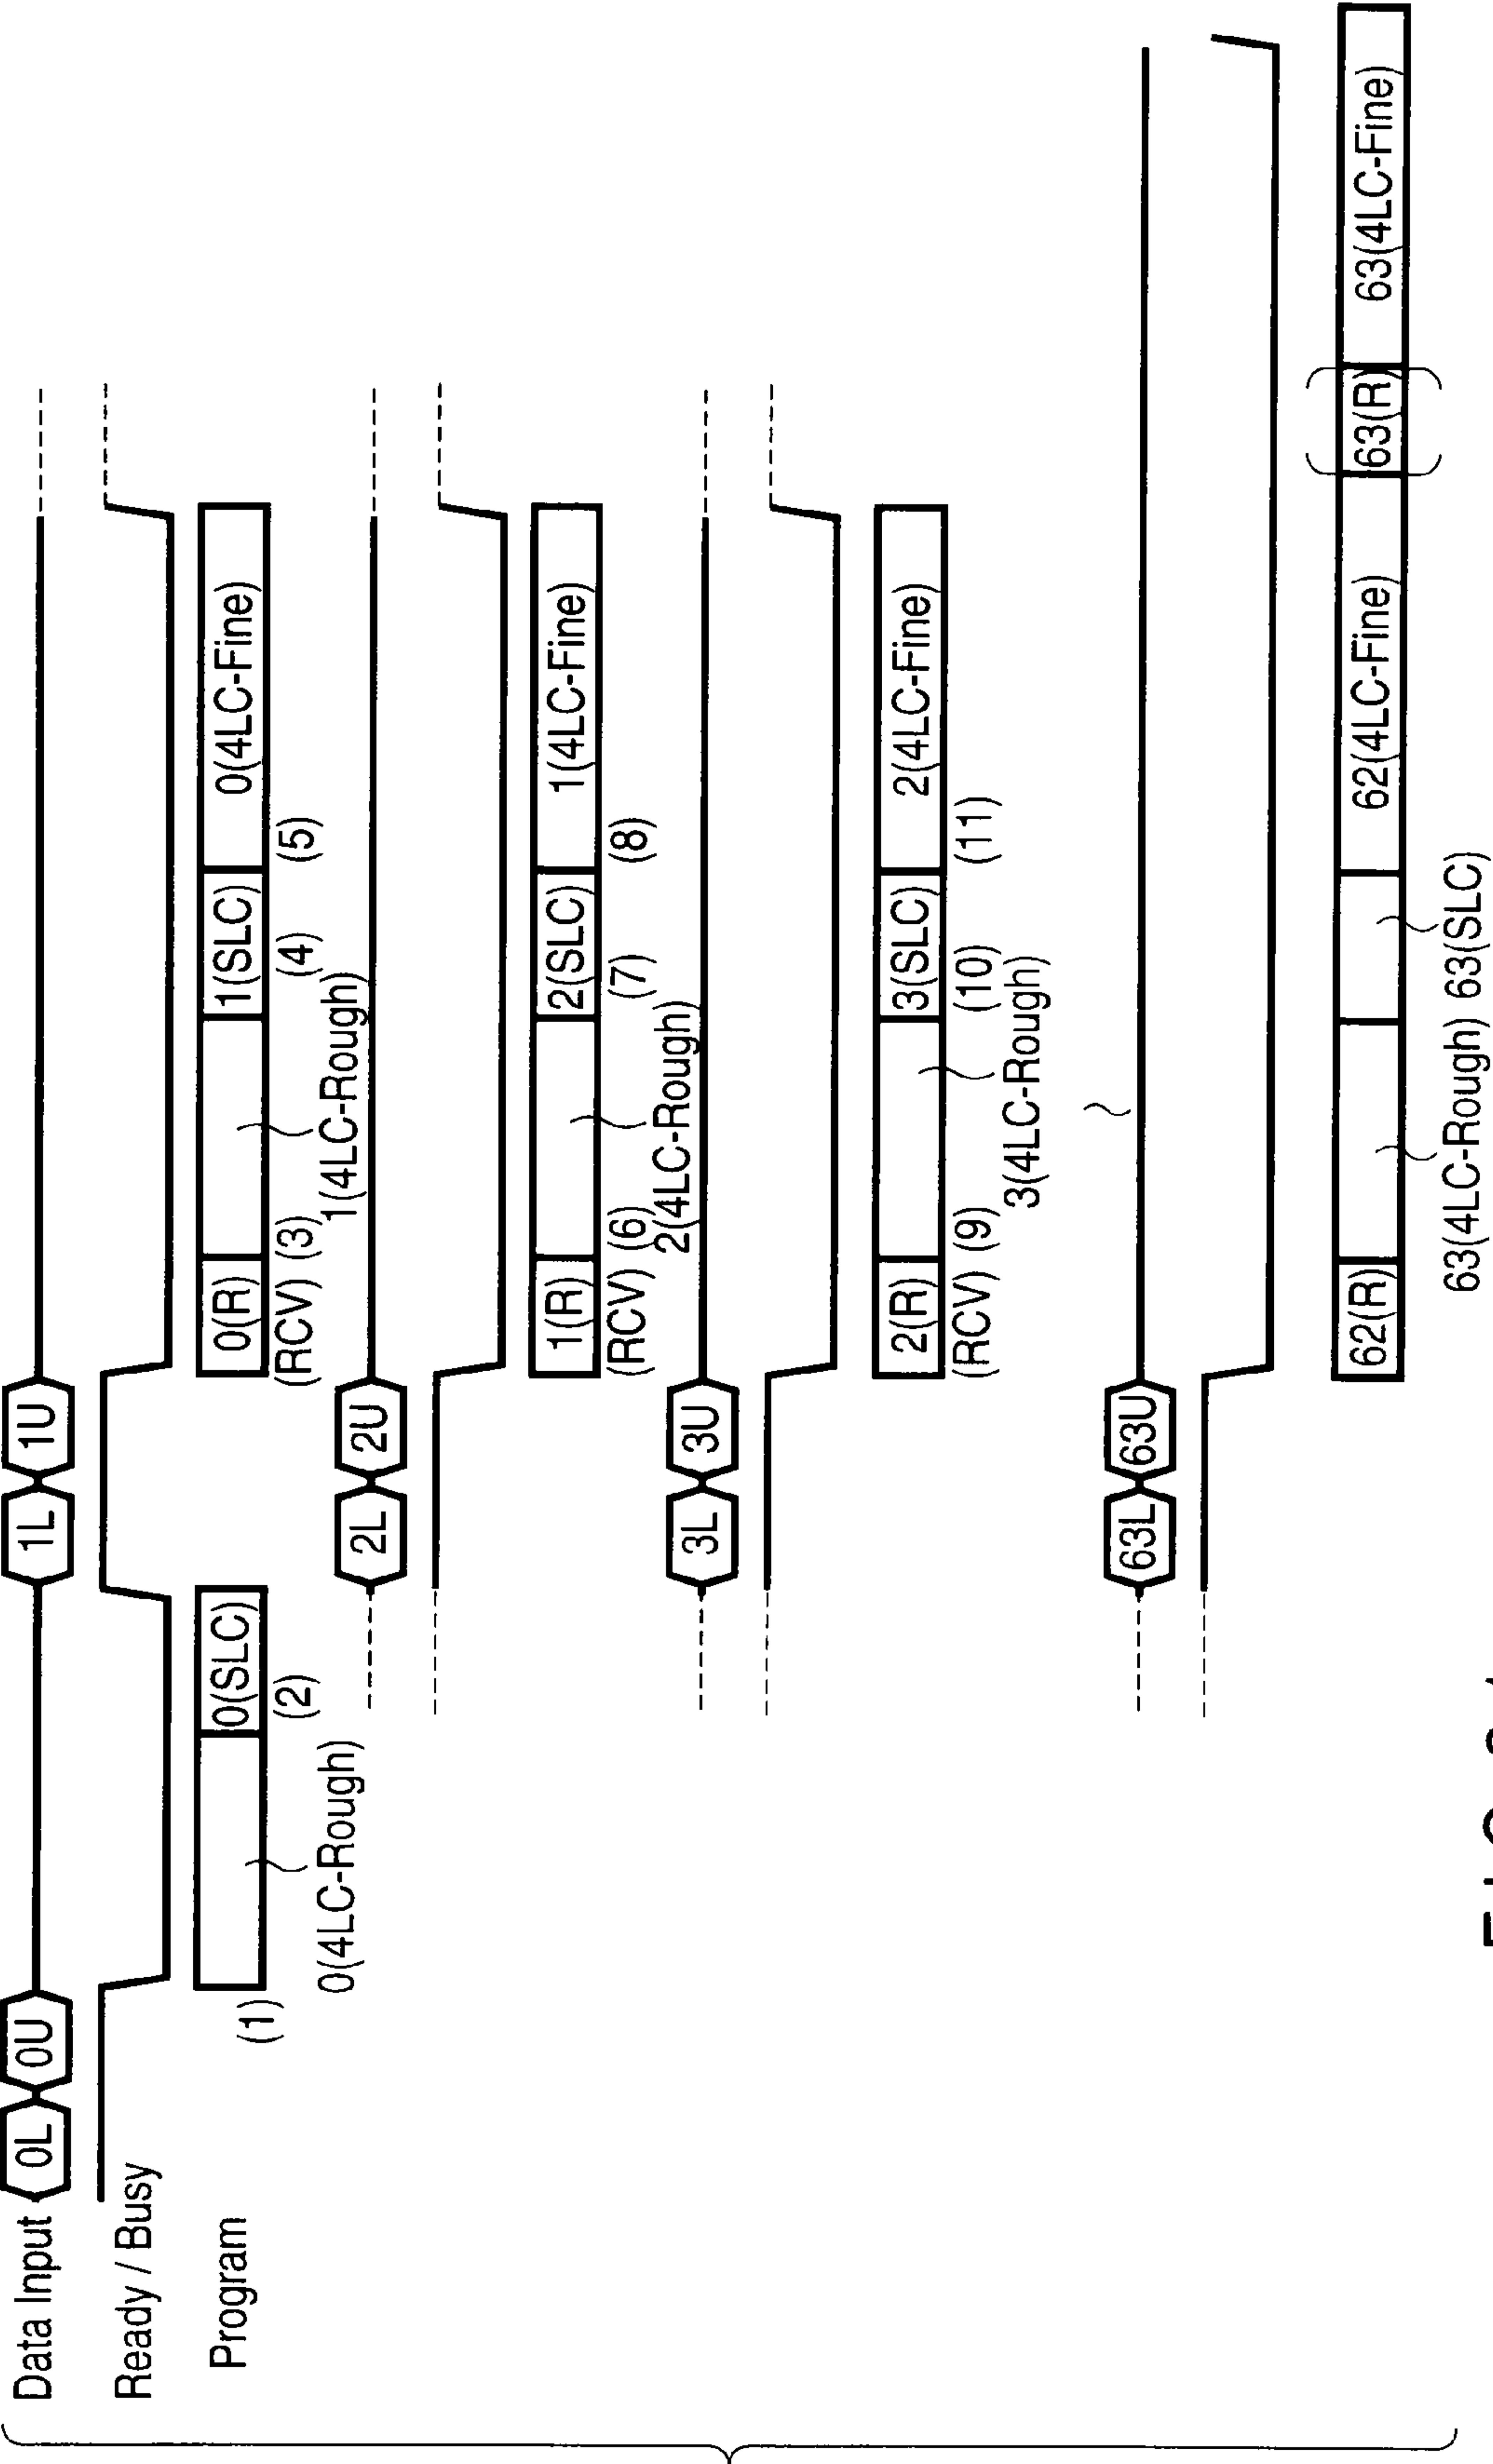 Data Input 0L 0U 1L 1U
Ready / Busy
Program 0(SLC) 0(R) 1(SLC) 0(4LC-Fine)
(1) (2) (RCV) (3) (4) (5)
0(4LC-Rough) 1(4LC-Rough)
2L 2U
1(R) 2(SLC) 1(4LC-Fine)
(RCV) (6) (7) (8)
2(4LC-Rough)
3L 3U
2(R) 3(SLC) 2(4LC-Fine)
(RCV) (9) (10) (11)
3(4LC-Rough)
63L 63U
62(R) 62(4LC-Fine) 63(R) 63(4LC-Fine)
63(4LC-Rough) 63(SLC)